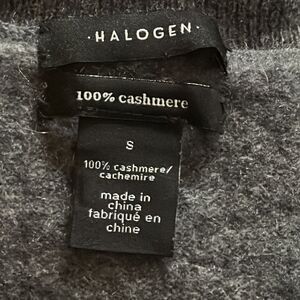 ·HALOGEN·
100% cashmere
S
100% cashmere/
cachemire
made in
china
fabriqué en
chine